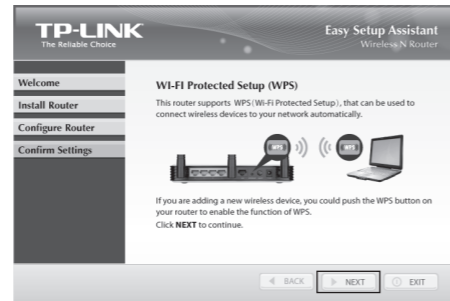 TP-LINK
The Reliable Choice
Easy Setup Assistant
Wireless N Router
Welcome
Install Router
Configure Router
Confirm Settings
WI-FI Protected Setup (WPS)
This router supports WPS(Wi-Fi Protected Setup), that can be used to
connect wireless devices to your network automatically.
WPS
WPS
If you are adding a new wireless device, you could push the WPS button on
your router to enable the function of WPS.
Click NEXT to continue.
BACK
NEXT
EXIT